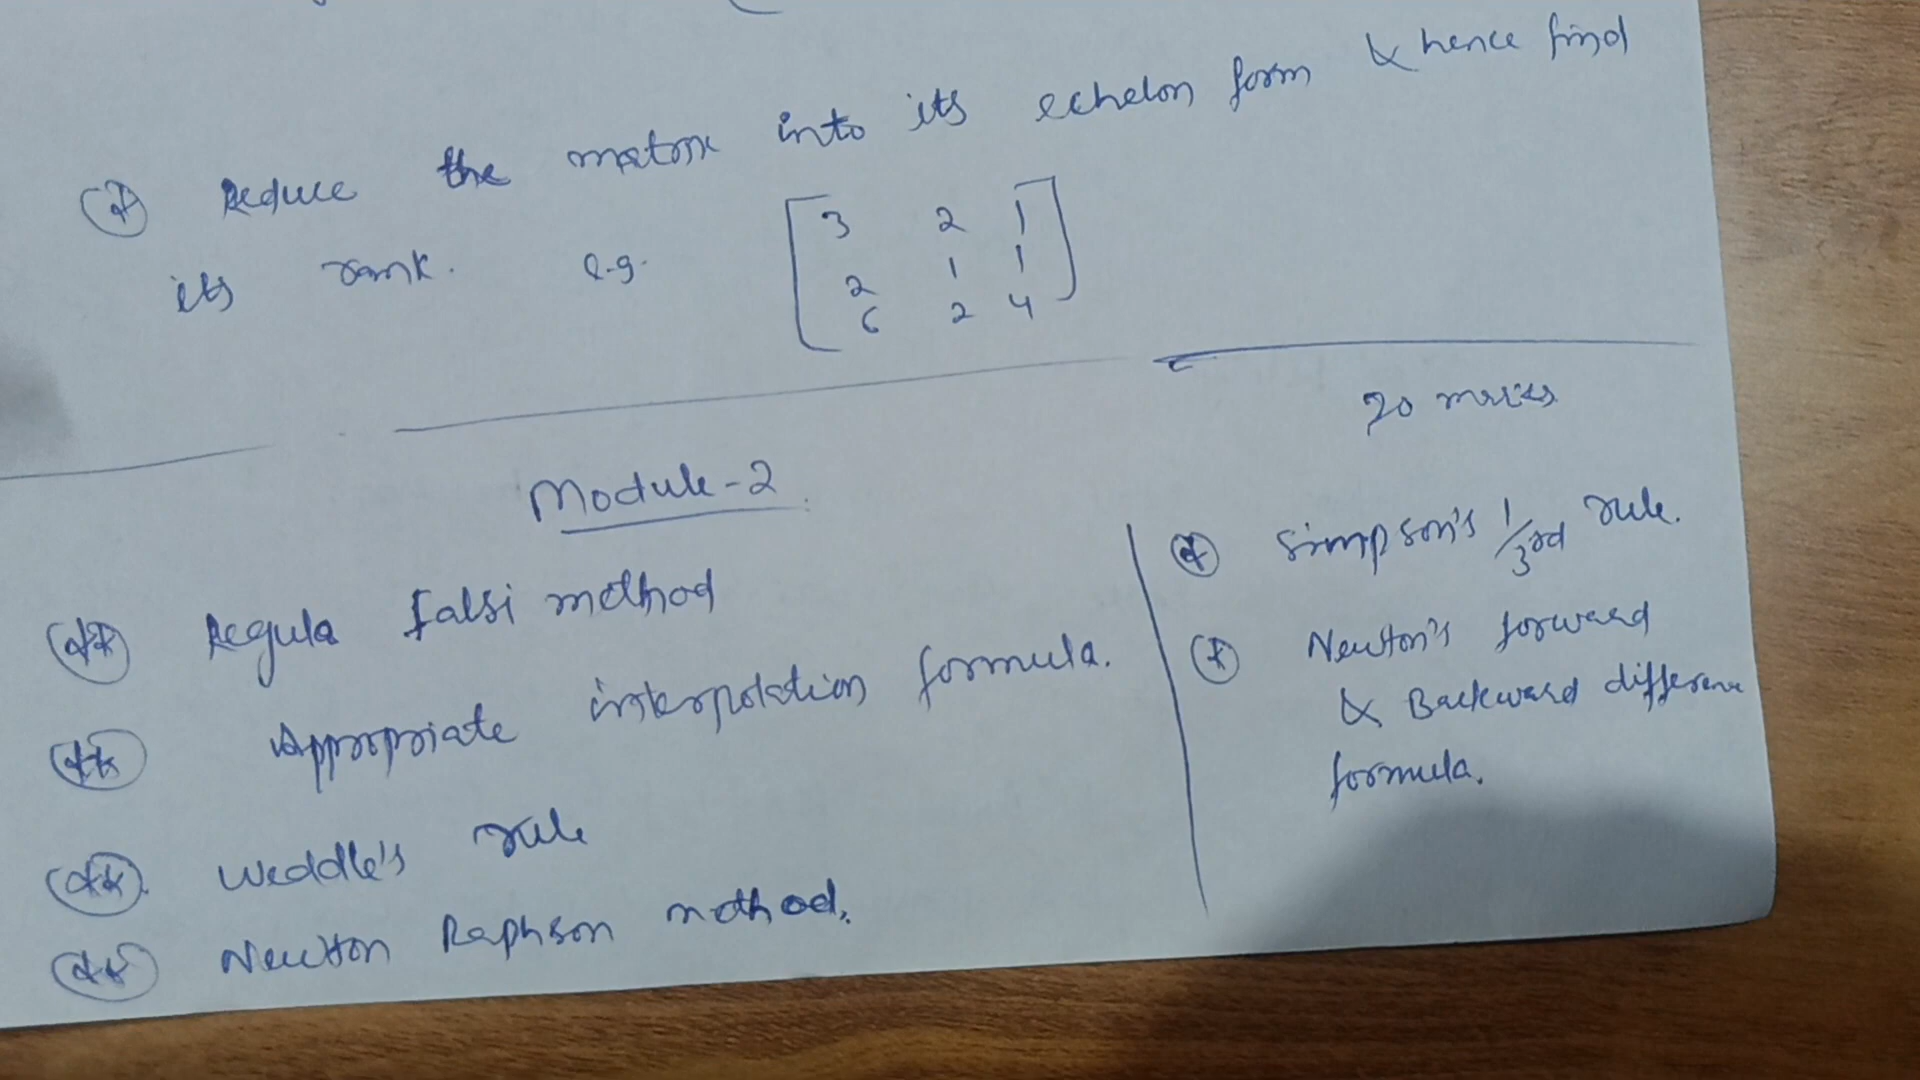 (*) Reduce the matrix into its echelon form & hence find
its rank. e.g. [3 2 1
2 1 1
6 2 4]
20 marks
Module-2
(**) Regula falsi method
(**) Appropriate interpolation formula.
(**) Weddle's rule
(**) Newton Raphson method.
(*) Simpson's 1/3rd rule.
(*) Newton's forward
& Backward difference
formula.